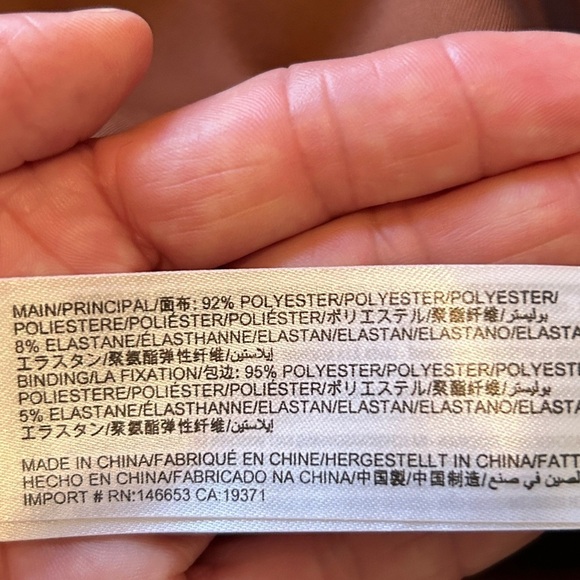 MAIN/PRINCIPAL/面布: 92% POLYESTER/POLYESTER/POLYESTER/
POLIESTERE/POLIÉSTER/POLIÉSTER/ポリエステル/聚酯纤维/بوليستر
8% ELASTANE/ÉLASTHANNE/ELASTAN/ELASTAN/ELASTANO/ELASTA
エラスタン/聚氨酯弹性纤维/إيلاستين
BINDING/LA FIXATION/包边: 95% POLYESTER/POLYESTER/POLYESTE
POLIESTERE/POLIÉSTER/POLIÉSTER/ポリエステル/聚酯纤维/بوليستر
5% ELASTANE/ÉLASTHANNE/ELASTAN/ELASTAN/ELASTANO/ELASTA
エラスタン/聚氨酯弹性纤维/إيلاستين
MADE IN CHINA/FABRIQUÉ EN CHINE/HERGESTELLT IN CHINA/FATT
HECHO EN CHINA/FABRICADO NA CHINA/中国製/中国制造/صنع في الصين
IMPORT # RN:146653 CA:19371